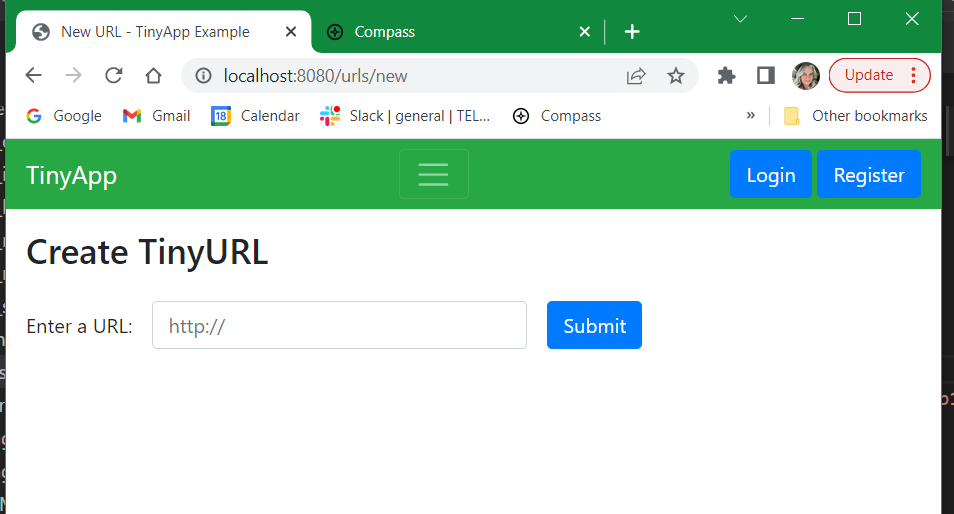 New URL - TinyApp Example
Compass
localhost:8080/urls/new
Update
Google
Gmail
18
Calendar
Slack | general | TEL...
Compass
»
Other bookmarks
TinyApp
Login
Register
Create TinyURL
Enter a URL:
http://
Submit